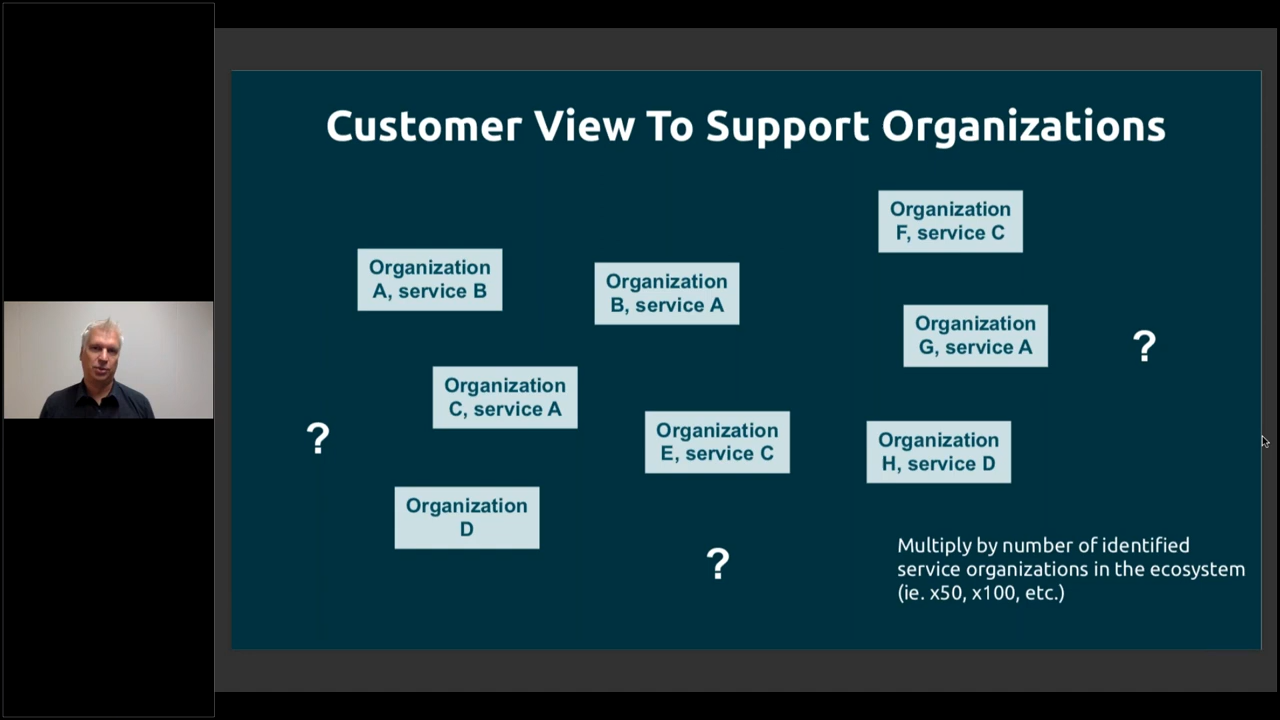 Customer View To Support Organizations
Organization
F, service C
Organization
A, service B
Organization
B, service A
Organization
G, service A
?
Organization
C, service A
?
Organization
E, service C
Organization
H, service D
Organization
D
?
Multiply by number of identified
service organizations in the ecosystem
(ie. x50, x100, etc.)